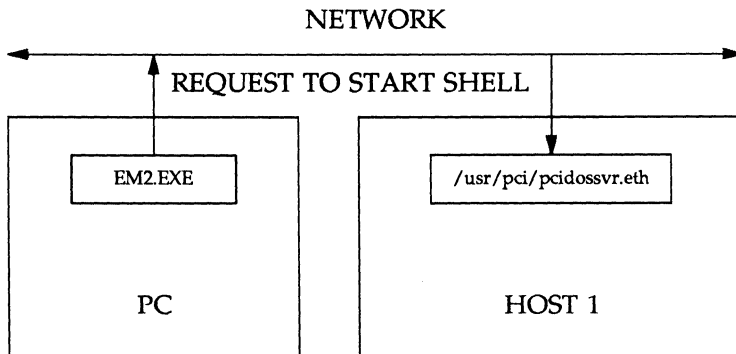 NETWORK
REQUEST TO START SHELL
EM2.EXE
/usr/pci/pcidossvr.eth
PC
HOST 1